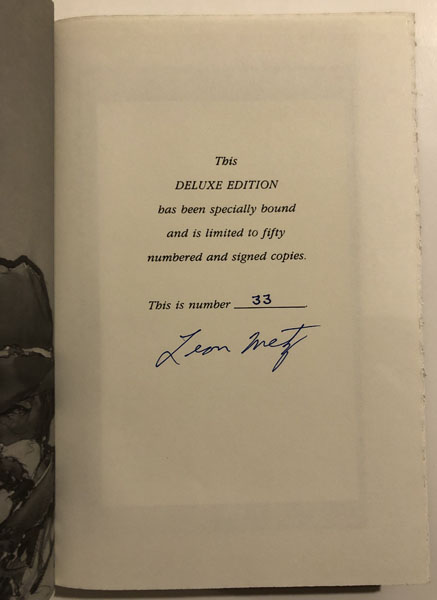 This
DELUXE EDITION
has been specially bound
and is limited to fifty
numbered and signed copies.
This is number 33
Leon Metz